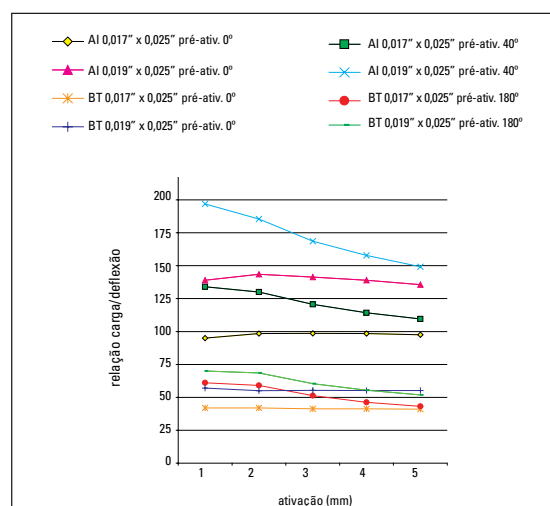 AI 0,017” x 0,025” pré-ativ. 0º
AI 0,019” x 0,025” pré-ativ. 0º
BT 0,017” x 0,025” pré-ativ. 0º
BT 0,019” x 0,025” pré-ativ. 0º
AI 0,017” x 0,025” pré-ativ. 40º
AI 0,019” x 0,025” pré-ativ. 40º
BT 0,017” x 0,025” pré-ativ. 180º
BT 0,019” x 0,025” pré-ativ. 180º
relação carga/deflexão
200
175
150
125
100
75
50
25
0
1 2 3 4 5
ativação (mm)